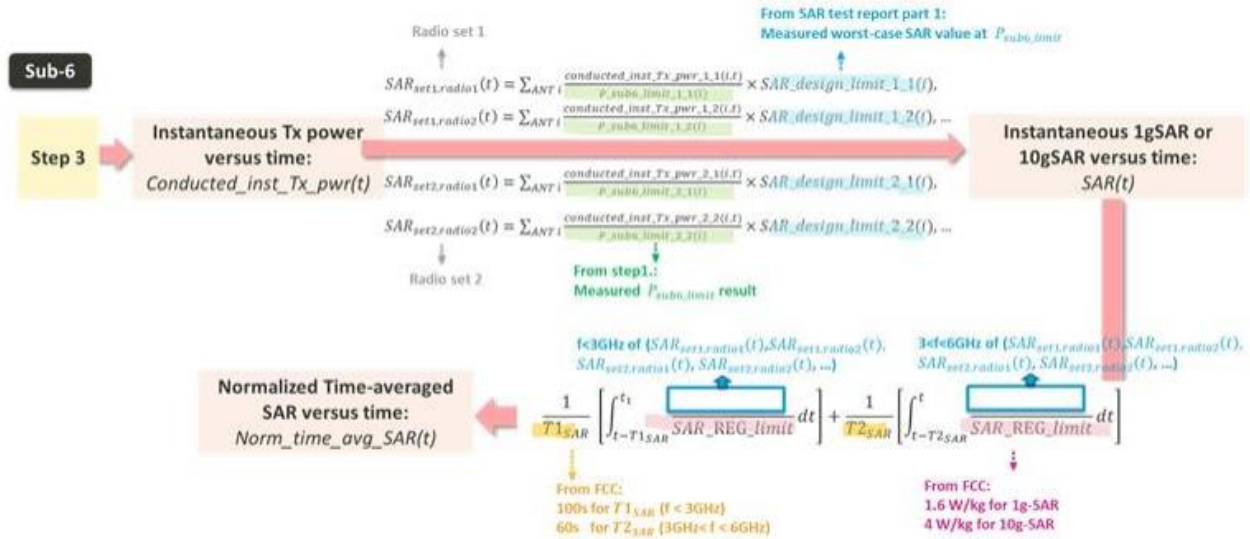 From SAR test report part 1:
Measured worst-case SAR value at P_sub6_limit
Radio set 1
Sub-6
SAR_set1,radio1(t) = ∑_ANT i conducted_inst_Tx_pwr_1_1(i,t) / P_sub6_limit_1_1(i) × SAR_design_limit_1_1(i),
SAR_set1,radio2(t) = ∑_ANT i conducted_inst_Tx_pwr_1_2(i,t) / P_sub6_limit_1_2(i) × SAR_design_limit_1_2(i), ...
Step 3
Instantaneous Tx power
versus time:
Conducted_inst_Tx_pwr(t)
Instantaneous 1gSAR or
10gSAR versus time:
SAR(t)
SAR_set2,radio1(t) = ∑_ANT i conducted_inst_Tx_pwr_2_1(i,t) / P_sub6_limit_2_1(i) × SAR_design_limit_2_1(i),
SAR_set2,radio2(t) = ∑_ANT i conducted_inst_Tx_pwr_2_2(i,t) / P_sub6_limit_2_2(i) × SAR_design_limit_2_2(i), ...
Radio set 2
From step1.:
Measured P_sub6_limit result
f<3GHz of (SAR_set1,radio1(t),SAR_set1,radio2(t),
SAR_set2,radio1(t), SAR_set2,radio2(t), ...)
3<f<6GHz of (SAR_set1,radio1(t),SAR_set1,radio2(t),
SAR_set2,radio1(t), SAR_set2,radio2(t), ...)
Normalized Time-averaged
SAR versus time:
Norm_time_avg_SAR(t)
1 / T1_SAR [∫_{t−T1_SAR}^{t1} / SAR_REG_limit dt] + 1 / T2_SAR [∫_{t−T2_SAR}^{t} / SAR_REG_limit dt]
From FCC:
100s for T1_SAR (f < 3GHz)
60s for T2_SAR (3GHz< f < 6GHz)
From FCC:
1.6 W/kg for 1g-SAR
4 W/kg for 10g-SAR